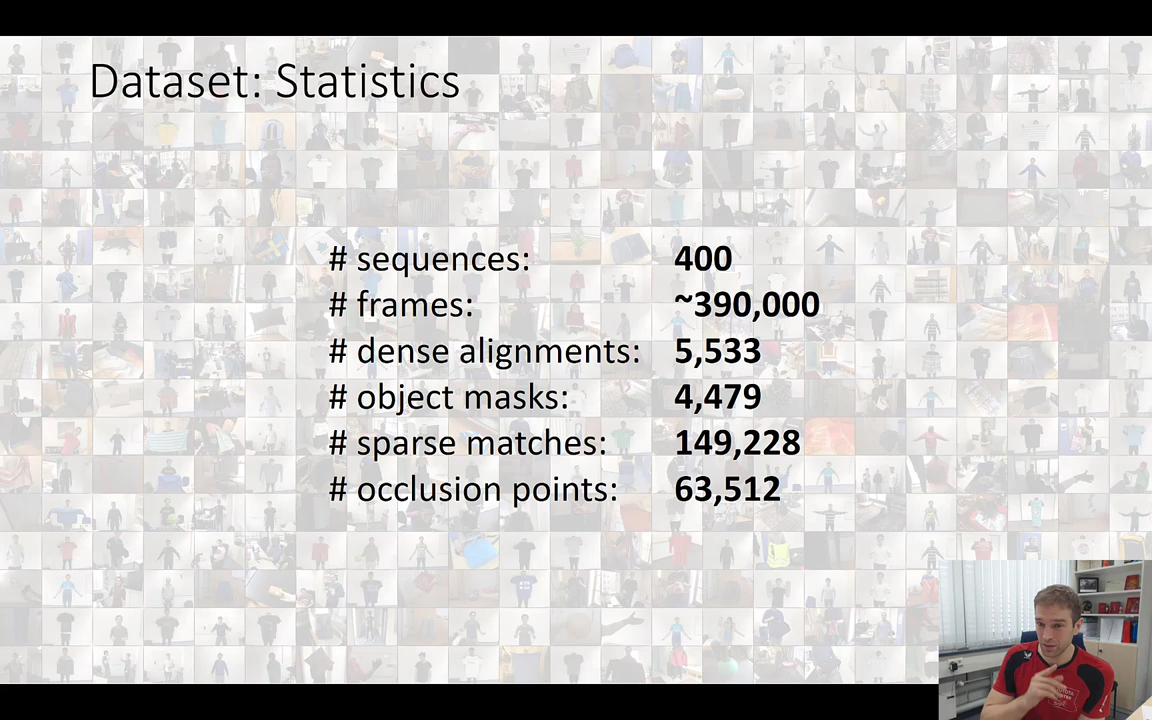 Dataset: Statistics
# sequences: 400
# frames: ~390,000
# dense alignments: 5,533
# object masks: 4,479
# sparse matches: 149,228
# occlusion points: 63,512